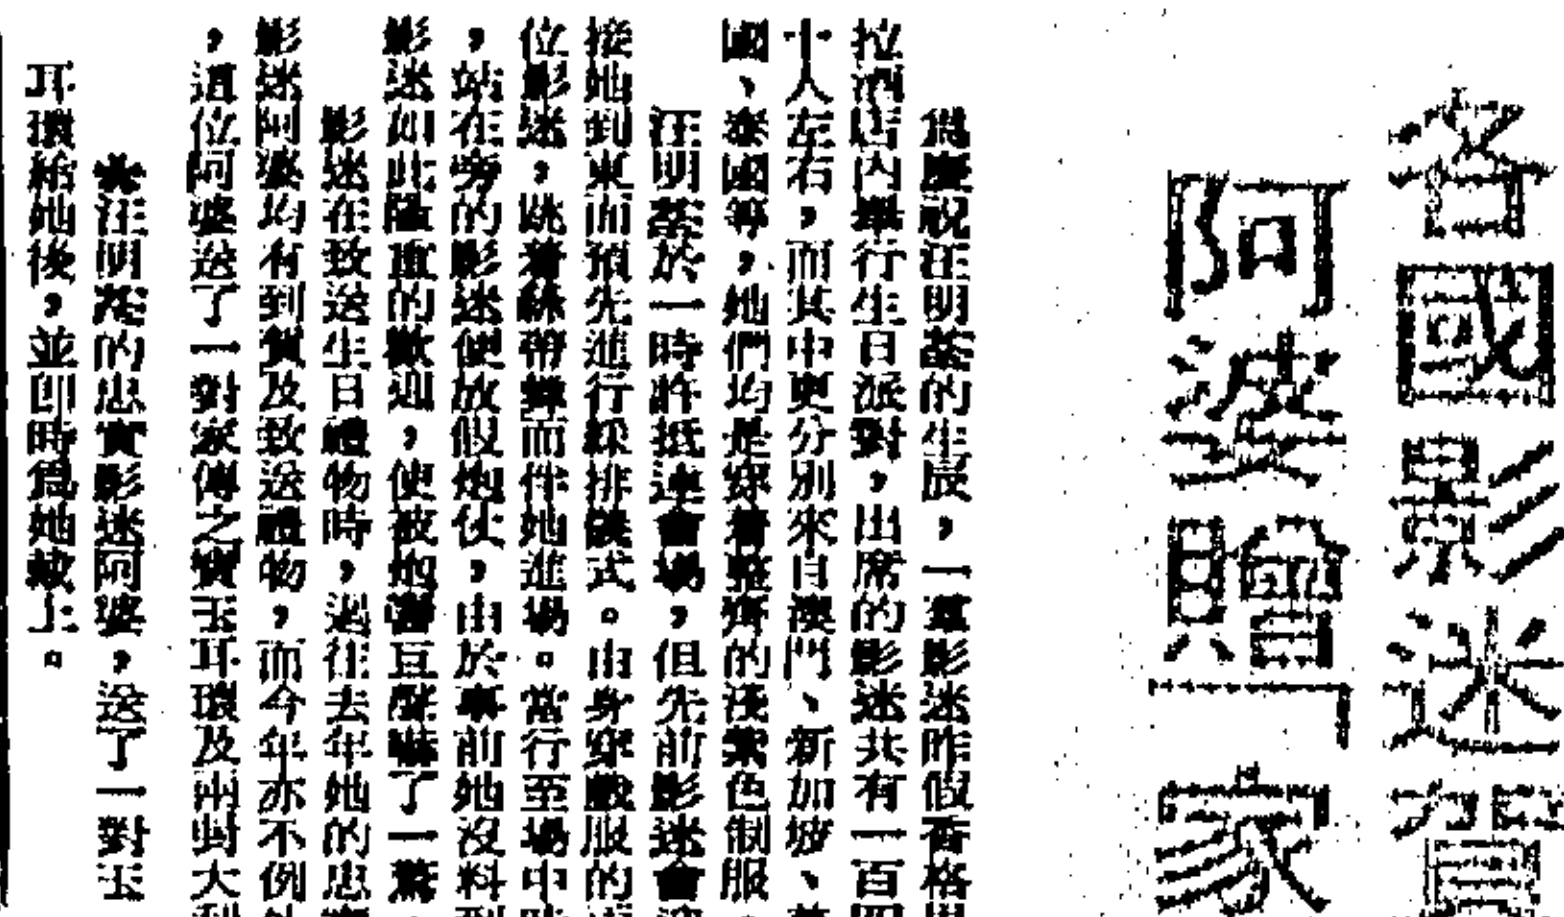 各國影迷
阿婆贈「家
爲慶祝汪明荃的生辰，一羣影迷昨假香格
拉酒店內舉行生日派對，出席的影迷共有一百
十人左右，而其中更分別來自澳門、新加坡、
國、泰國等，她們均是穿着整齊的淺紫色制服
汪明荃於一時許抵達會場，但先前影迷會
接她到東面預先進行綵排儀式。由身穿戲服的
位影迷，跳着絲帶舞而伴她進場。當行至場中
，站在旁的影迷便放假炮仗，由於事前她沒料
影迷如此隆重的歡迎，使被炮響豆聲嚇了一驚
影迷在致送生日禮物時，過往去年她的忠
影迷阿婆均有到賀及致送禮物，而今年亦不例
，這位阿婆送了一對家傳之寶玉耳環及兩封大
當汪明荃的忠實影迷阿婆，送了一對玉
耳環給她後，並即時爲她戴上。